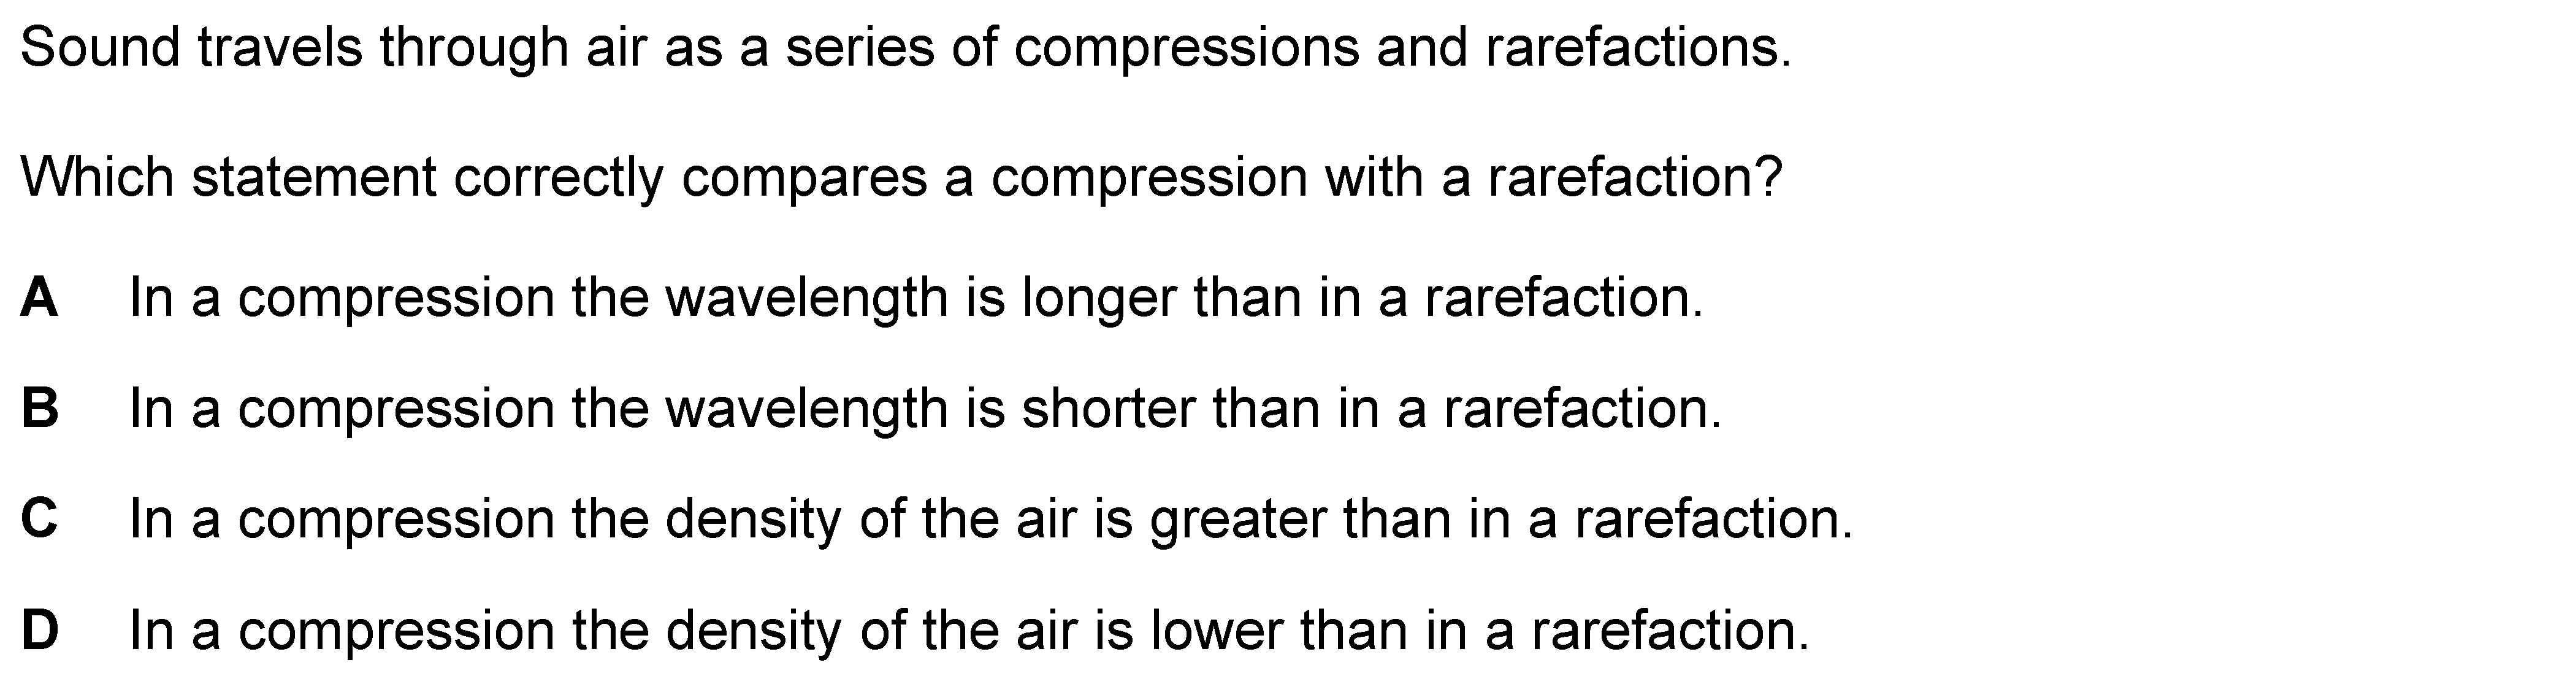 Sound travels through air as a series of compressions and rarefactions.
Which statement correctly compares a compression with a rarefaction?
A In a compression the wavelength is longer than in a rarefaction.
B In a compression the wavelength is shorter than in a rarefaction.
C In a compression the density of the air is greater than in a rarefaction.
D In a compression the density of the air is lower than in a rarefaction.